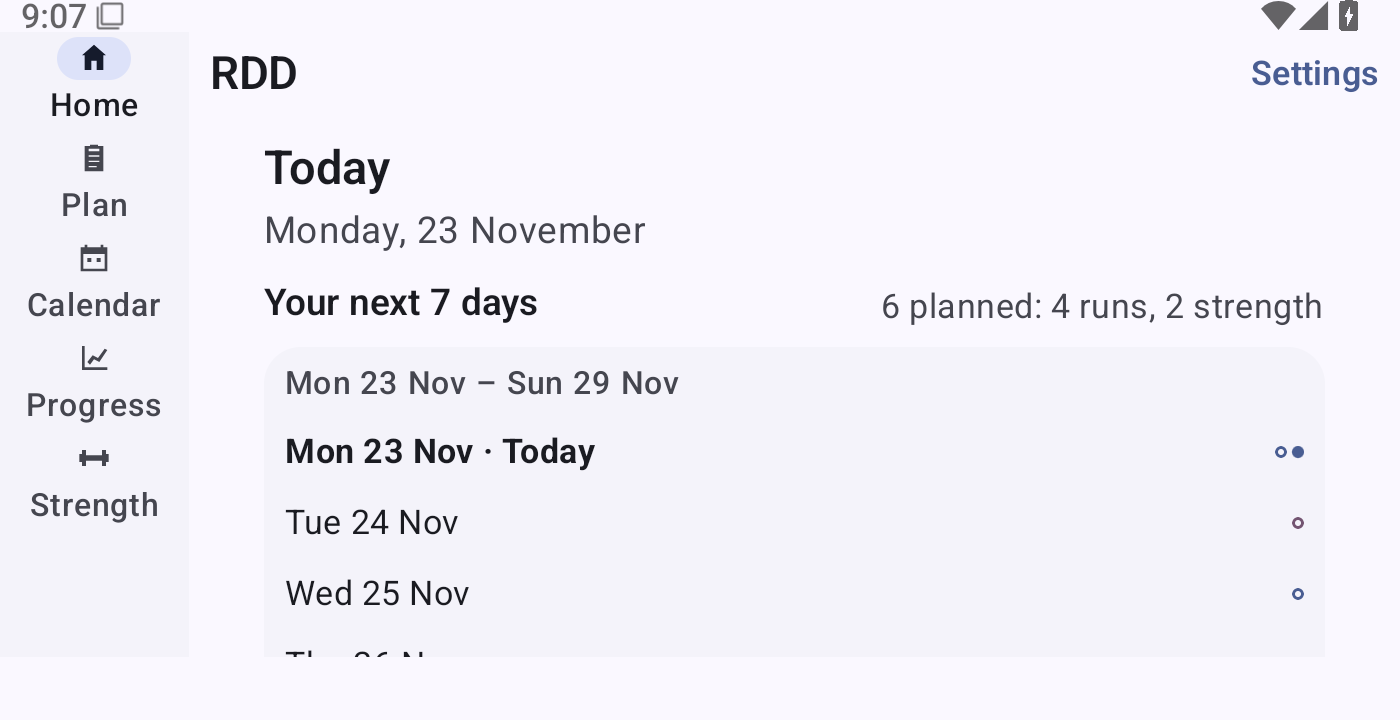 9:07
Home
Plan
Calendar
Progress
Strength
RDD
Settings
Today
Monday, 23 November
Your next 7 days
6 planned: 4 runs, 2 strength
Mon 23 Nov – Sun 29 Nov
Mon 23 Nov · Today
Tue 24 Nov
Wed 25 Nov